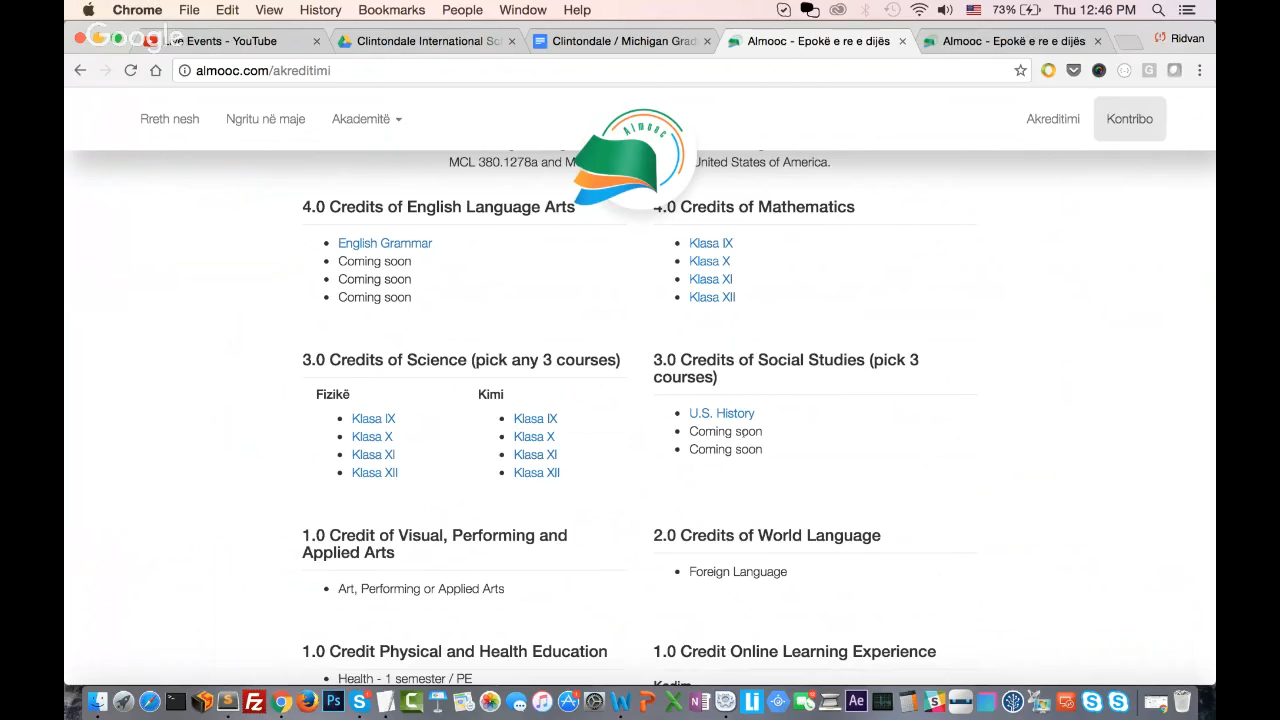 Chrome File Edit View History Bookmarks People Window Help 73% Thu 12:46 PM
Google
ive Events - YouTube Clintondale International Sc Clintondale / Michigan Grad Almooc - Epokë e re e dijës Almooc - Epokë e re e dijës Ridvan
almooc.com/akreditimi
Rreth nesh Ngritu në maje Akademitë Almooc Akreditimi Kontribo
MCL 380.1278a and M United States of America.
4.0 Credits of English Language Arts
English Grammar
Coming soon
Coming soon
Coming soon
4.0 Credits of Mathematics
Klasa IX
Klasa X
Klasa XI
Klasa XII
3.0 Credits of Science (pick any 3 courses)
Fizikë
Klasa IX
Klasa X
Klasa XI
Klasa XII
Kimi
Klasa IX
Klasa X
Klasa XI
Klasa XII
3.0 Credits of Social Studies (pick 3
courses)
U.S. History
Coming soon
Coming soon
1.0 Credit of Visual, Performing and
Applied Arts
Art, Performing or Applied Arts
2.0 Credits of World Language
Foreign Language
1.0 Credit Physical and Health Education
Health - 1 semester / PE
1.0 Credit Online Learning Experience